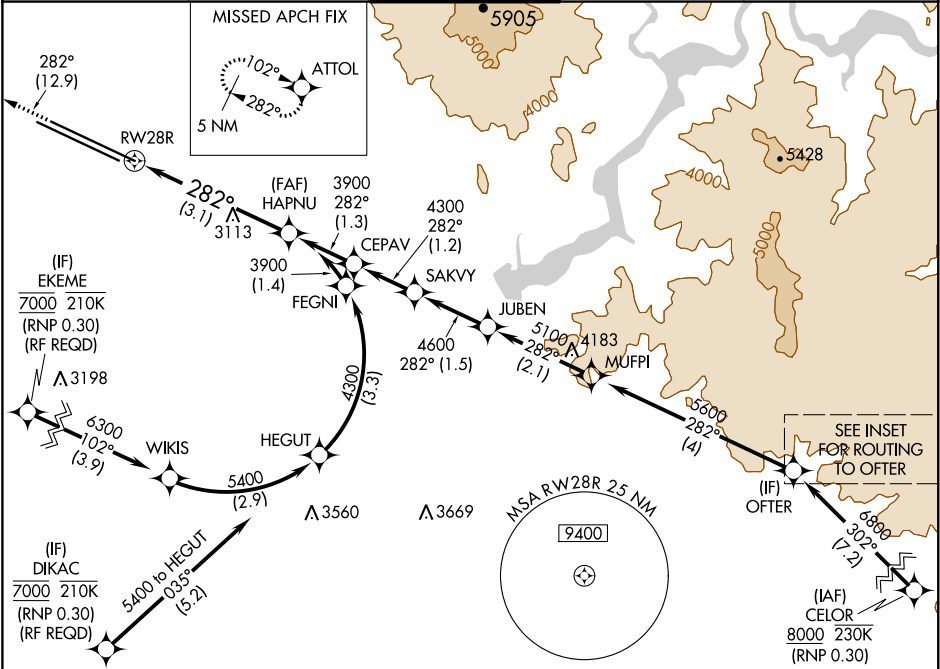 MISSED APCH FIX
102°
ATTOL
282°
5 NM
5905
5000
4000
282°
(12.9)
RW28R
282°
(3.1)
3113
(FAF)
HAPNU
3900
282°
(1.3)
CEPAV
4300
282°
(1.2)
SAKVY
3900
(1.4)
FEGNI
JUBEN
4600
282° (1.5)
5100
282°
(2.1)
4183
MUFPI
5428
4000
5000
5600
282°
(4)
SEE INSET
FOR ROUTING
TO OFTER
(IF)
OFTER
6800
302°
(7.2)
(IAF)
CELOR
8000 230K
(RNP 0.30)
(IF)
EKEME
7000 210K
(RNP 0.30)
(RF REQD)
3198
6300
102°
(3.9)
WIKIS
5400
(2.9)
HEGUT
4300
(3.3)
3560
3669
MSA RW28R 25 NM
9400
(IF)
DIKAC
7000 210K
(RNP 0.30)
(RF REQD)
5400 to HEGUT
035°
(5.2)